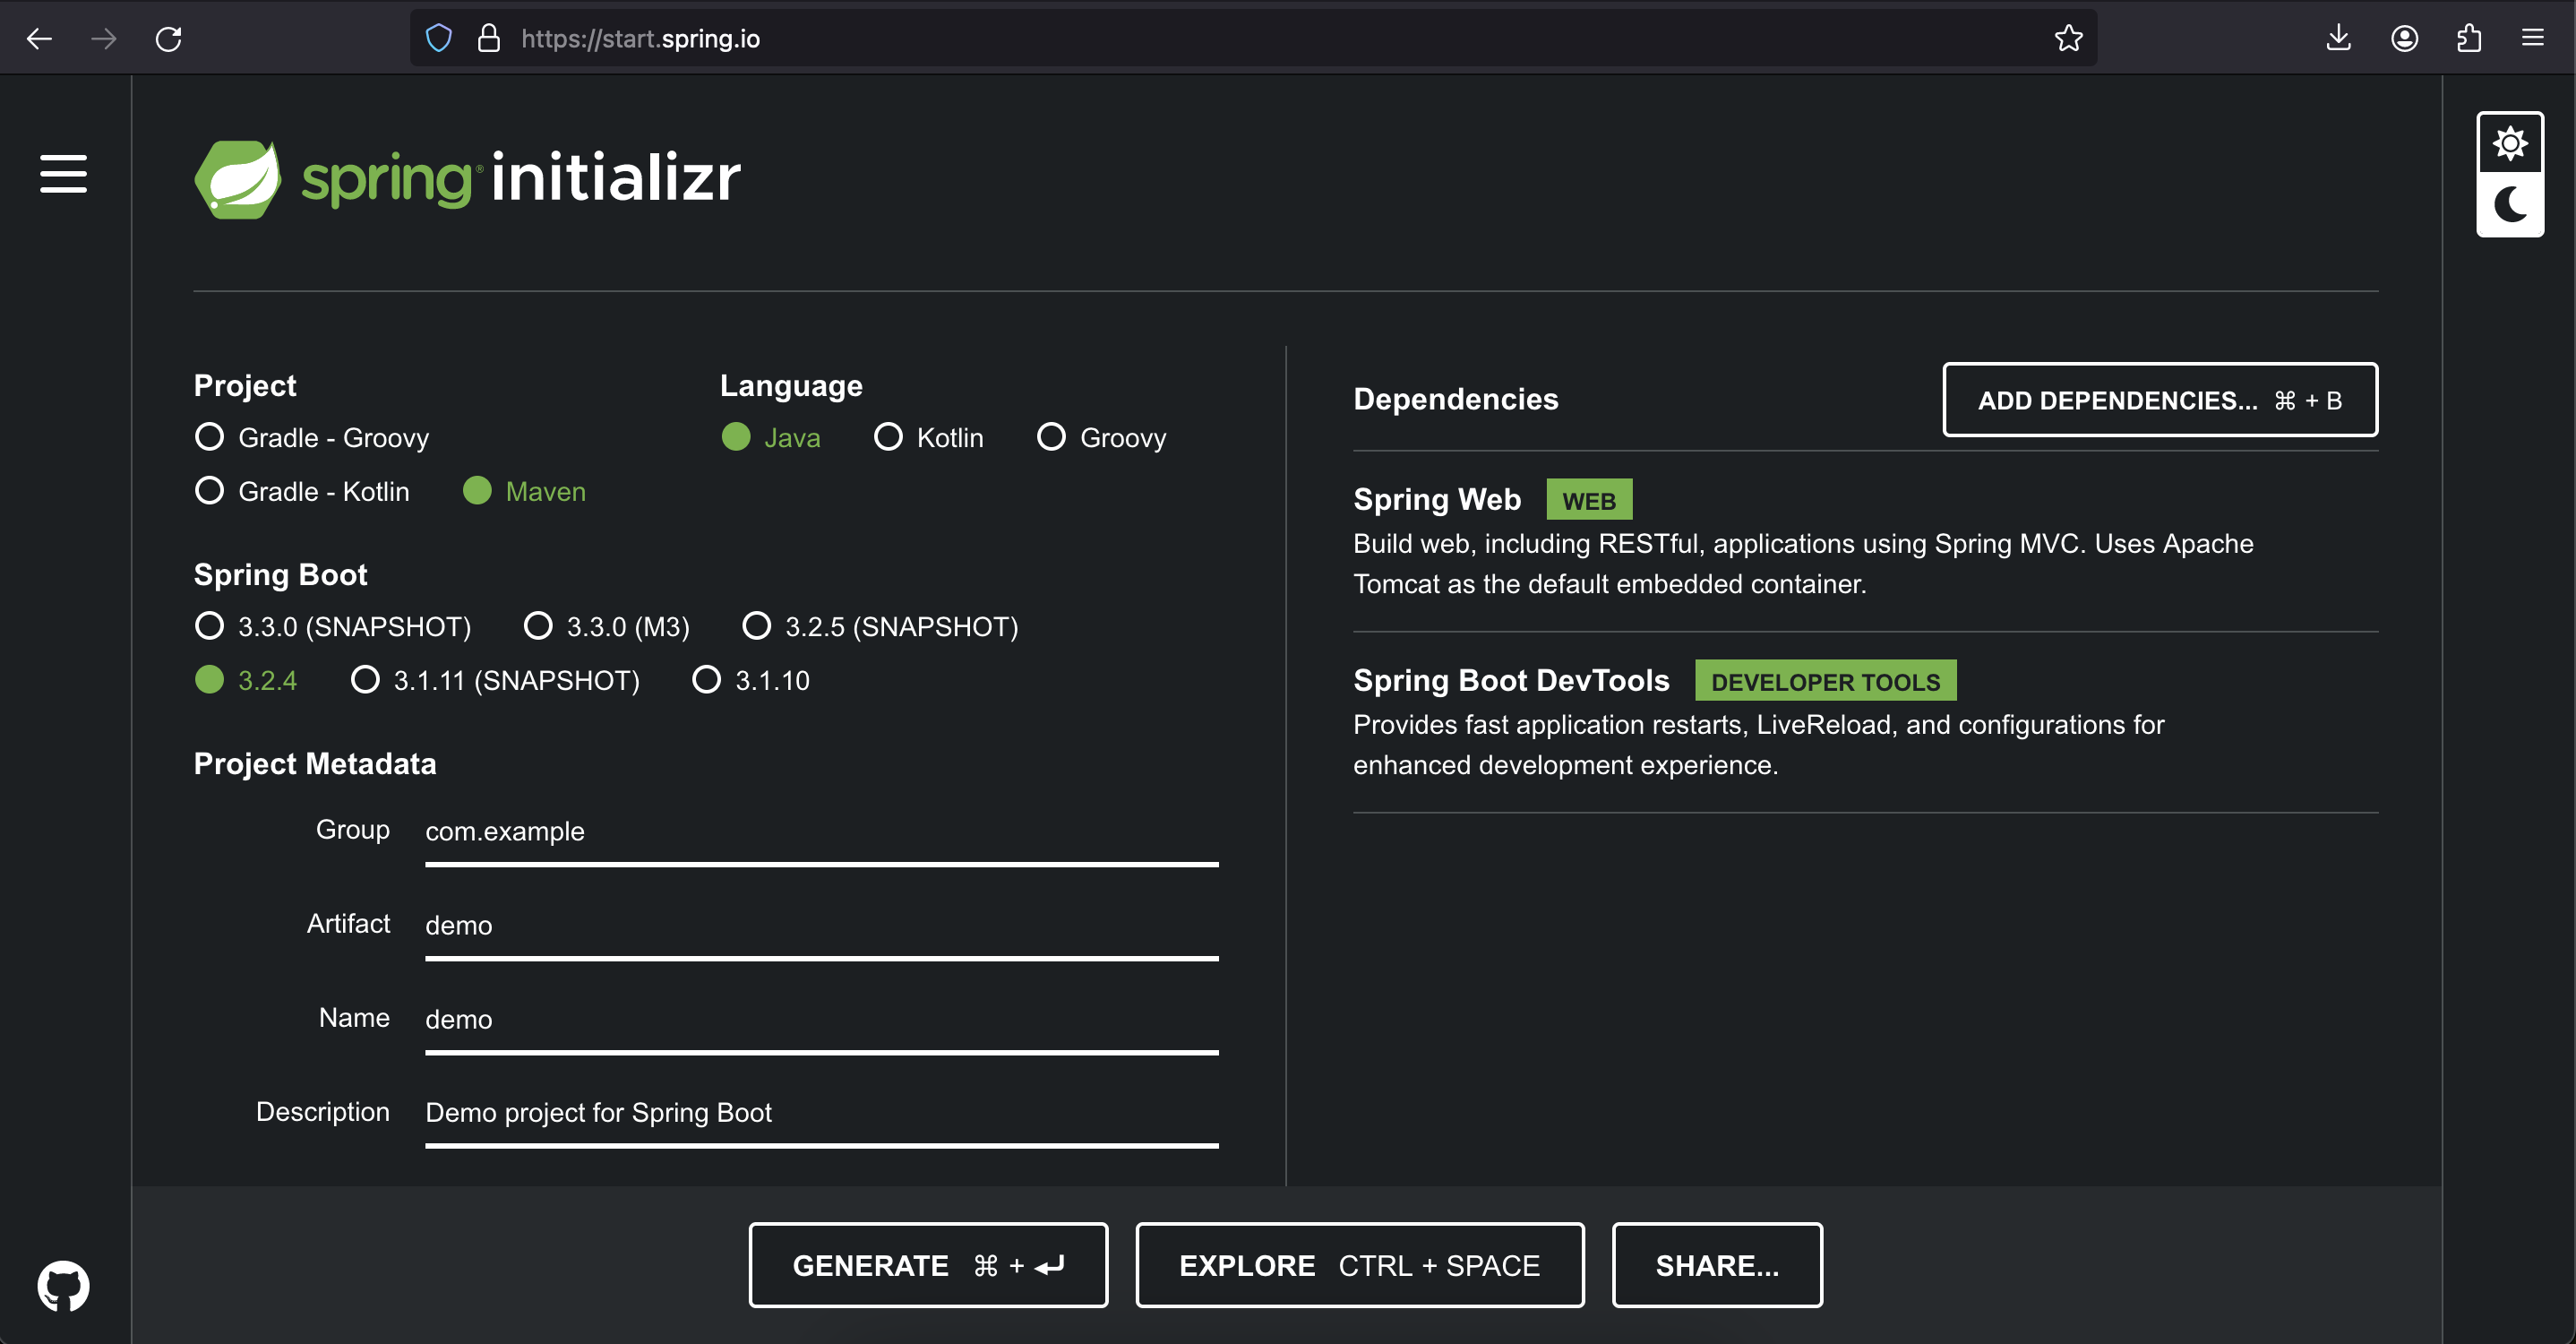 https://start.spring.io
spring® initializr
Project
Gradle - Groovy
Gradle - Kotlin Maven
Language
Java Kotlin Groovy
Spring Boot
3.3.0 (SNAPSHOT) 3.3.0 (M3) 3.2.5 (SNAPSHOT)
3.2.4 3.1.11 (SNAPSHOT) 3.1.10
Project Metadata
Group com.example
Artifact demo
Name demo
Description Demo project for Spring Boot
Dependencies
ADD DEPENDENCIES... ⌘ + B
Spring Web WEB
Build web, including RESTful, applications using Spring MVC. Uses Apache
Tomcat as the default embedded container.
Spring Boot DevTools DEVELOPER TOOLS
Provides fast application restarts, LiveReload, and configurations for
enhanced development experience.
GENERATE ⌘ + ⏎
EXPLORE CTRL + SPACE
SHARE...